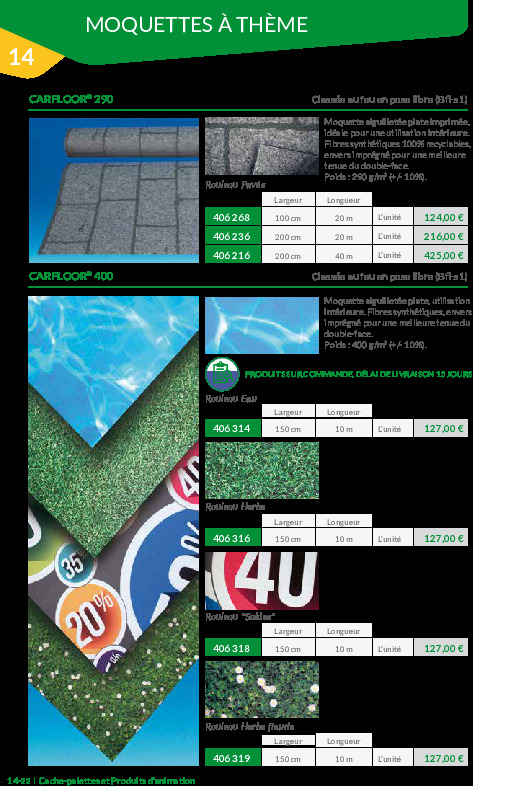 MOQUETTES À THÈME
14
CARFLOOR® 290
Classés au feu en pose libre (Bfl-s1)
Moquette aiguilletée plate imprimée,
idéale pour une utilisation intérieure.
Fibres synthétiques 100% recyclables,
envers imprégné pour une meilleure
tenue du double-face.
Poids : 290 g/m² (+/- 10%).
Rouleau Pavés
Largeur Longueur
406 268 100 cm 20 m L'unité 124,00 €
406 236 200 cm 20 m L'unité 216,00 €
406 216 200 cm 40 m L'unité 425,00 €
CARFLOOR® 400
Classés au feu en pose libre (Bfl-s1)
Moquette aiguilletée plate, utilisation
intérieure. Fibres synthétiques, envers
imprégné pour une meilleure tenue du
double-face.
Poids : 400 g/m² (+/- 10%).
PRODUITS SUR COMMANDE, DÉLAI DE LIVRAISON 15 JOURS
Rouleau Eau
Largeur Longueur
406 314 150 cm 10 m L'unité 127,00 €
Rouleau Herbe
Largeur Longueur
406 316 150 cm 10 m L'unité 127,00 €
40
35
20%
40
Rouleau "Soldes"
Largeur Longueur
406 318 150 cm 10 m L'unité 127,00 €
Rouleau Herbe fleurie
Largeur Longueur
406 319 150 cm 10 m L'unité 127,00 €
14-22 | Cache-palettes et Produits d'animation